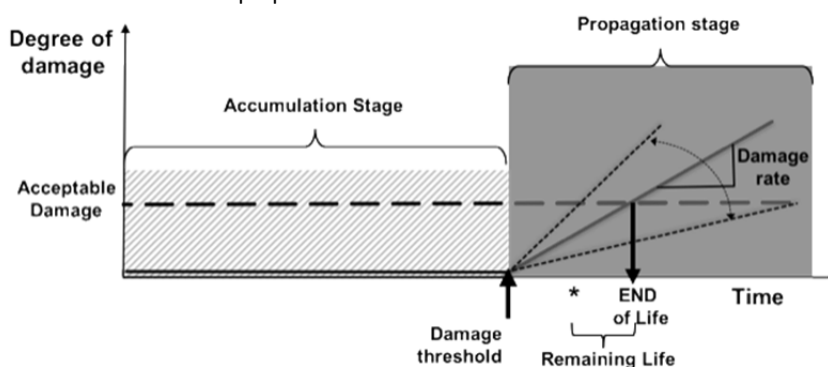 Propagation stage
Degree of
damage
Accumulation Stage
Damage
rate
Acceptable
Damage
*
END
of Life
Time
Damage
threshold
Remaining Life